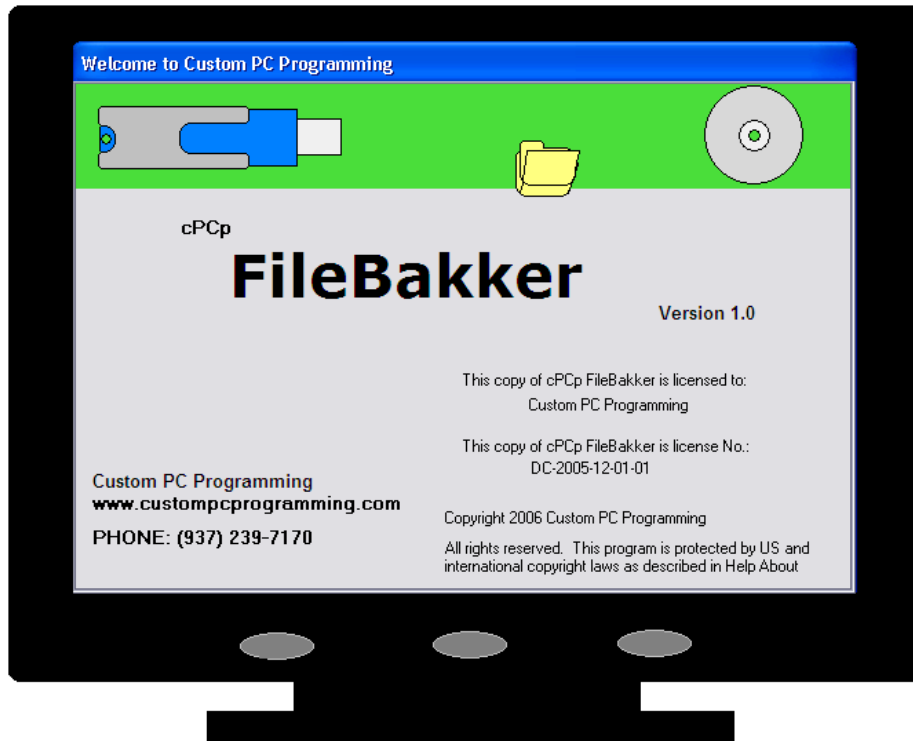 Welcome to Custom PC Programming
cPCp
FileBakker
Version 1.0
This copy of cPCp FileBakker is licensed to:
Custom PC Programming
This copy of cPCp FileBakker is license No.:
DC-2005-12-01-01
Custom PC Programming
www.custompcprogramming.com
PHONE: (937) 239-7170
Copyright 2006 Custom PC Programming
All rights reserved.  This program is protected by US and
international copyright laws as described in Help About